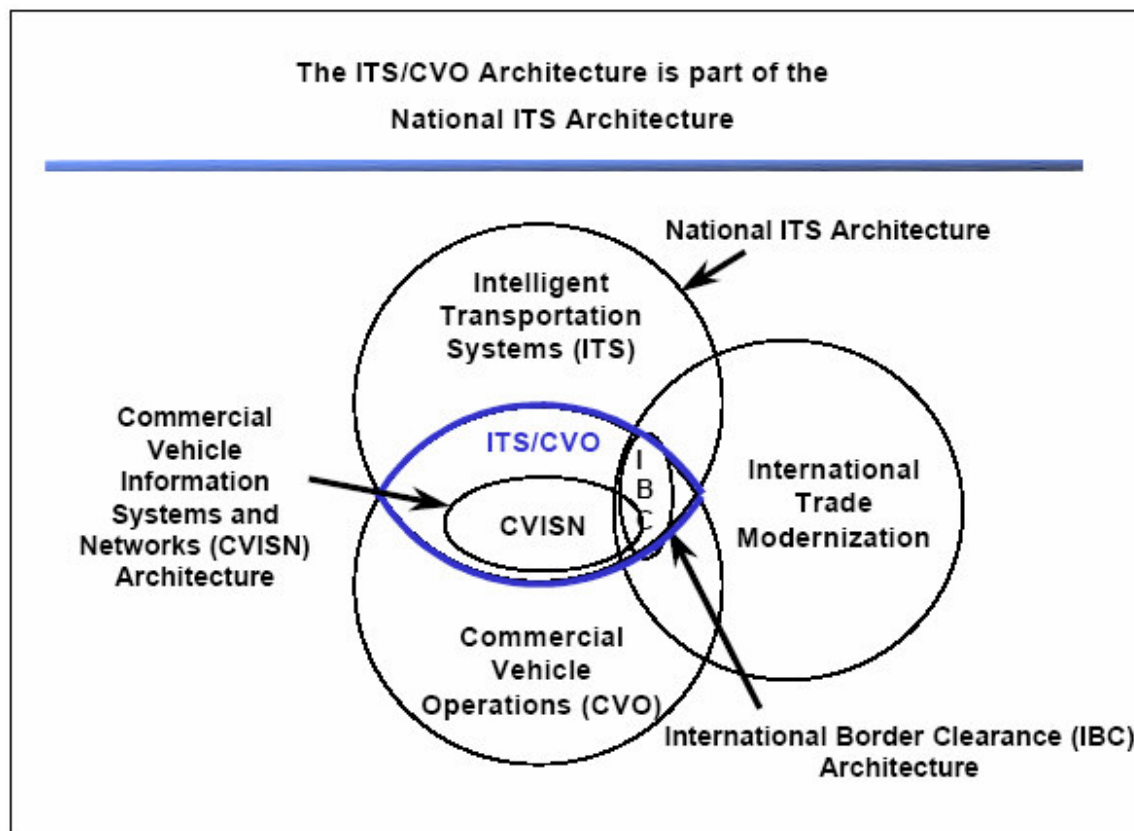 The ITS/CVO Architecture is part of the
National ITS Architecture
National ITS Architecture
Intelligent
Transportation
Systems (ITS)
Commercial
Vehicle
Information
Systems and
Networks (CVISN)
Architecture
ITS/CVO
I
B
C
CVISN
International
Trade
Modernization
Commercial
Vehicle
Operations (CVO)
International Border Clearance (IBC)
Architecture